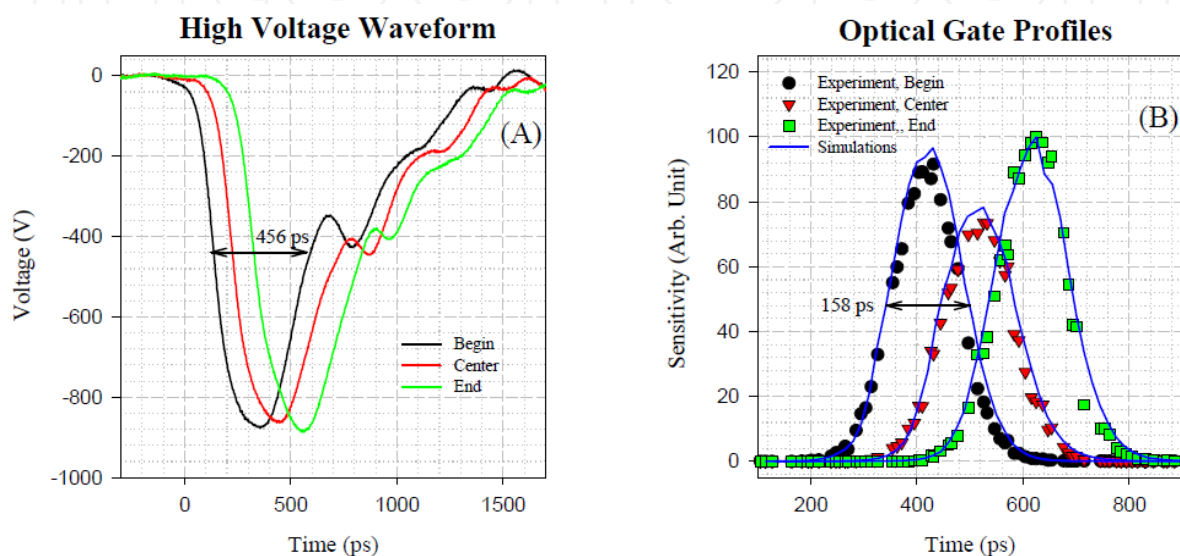 High Voltage Waveform
0
-200
-400
-600
-800
-1000
Voltage (V)
(A)
456 ps
Begin
Center
End
0
500
1000
1500
Time (ps)
Optical Gate Profiles
120
100
80
60
40
20
0
Sensitivity (Arb. Unit)
Experiment, Begin
Experiment, Center
Experiment,, End
Simulations
(B)
158 ps
200
400
600
800
Time (ps)